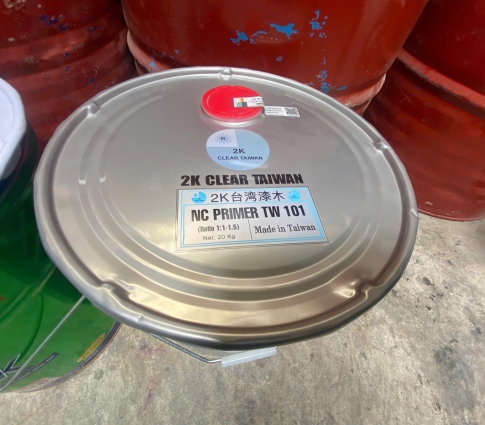 2K
CLEAR TAIWAN
2K CLEAR TAIWAN
2K台湾漆木
NC PRIMER TW 101
(Ratio 1:1-1.5)
Net: 20 Kg
Made in Taiwan